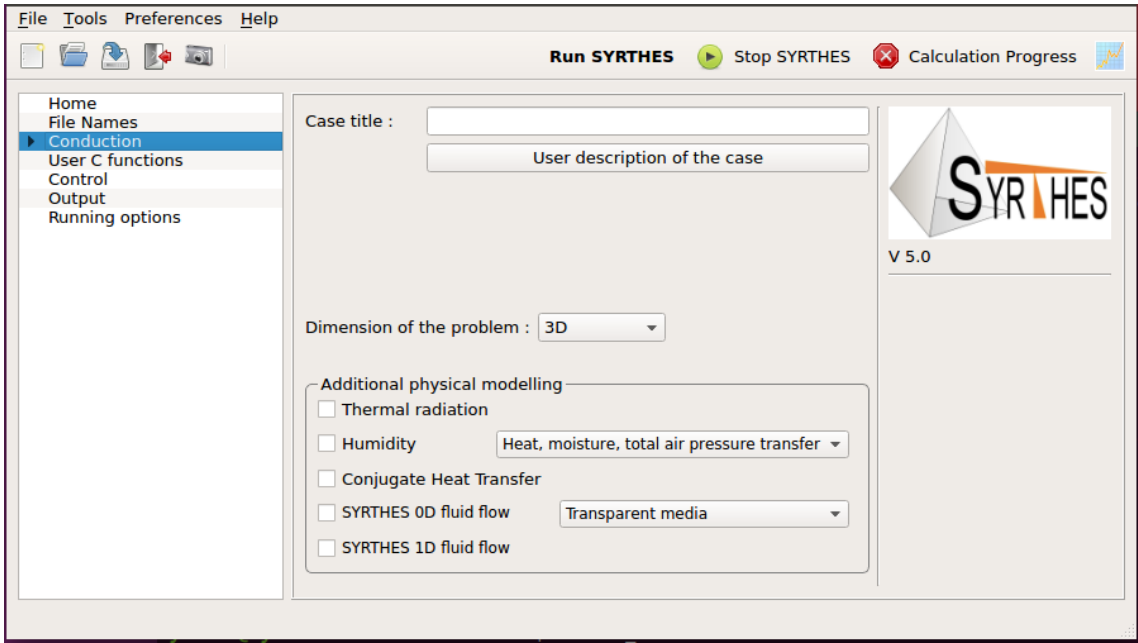 File Tools Preferences Help
Run SYRTHES Stop SYRTHES Calculation Progress
Home
File Names
Conduction
User C functions
Control
Output
Running options
Case title :
User description of the case
Dimension of the problem : 3D
Additional physical modelling
Thermal radiation
Humidity Heat, moisture, total air pressure transfer
Conjugate Heat Transfer
SYRTHES 0D fluid flow Transparent media
SYRTHES 1D fluid flow
SYRTHES
V 5.0